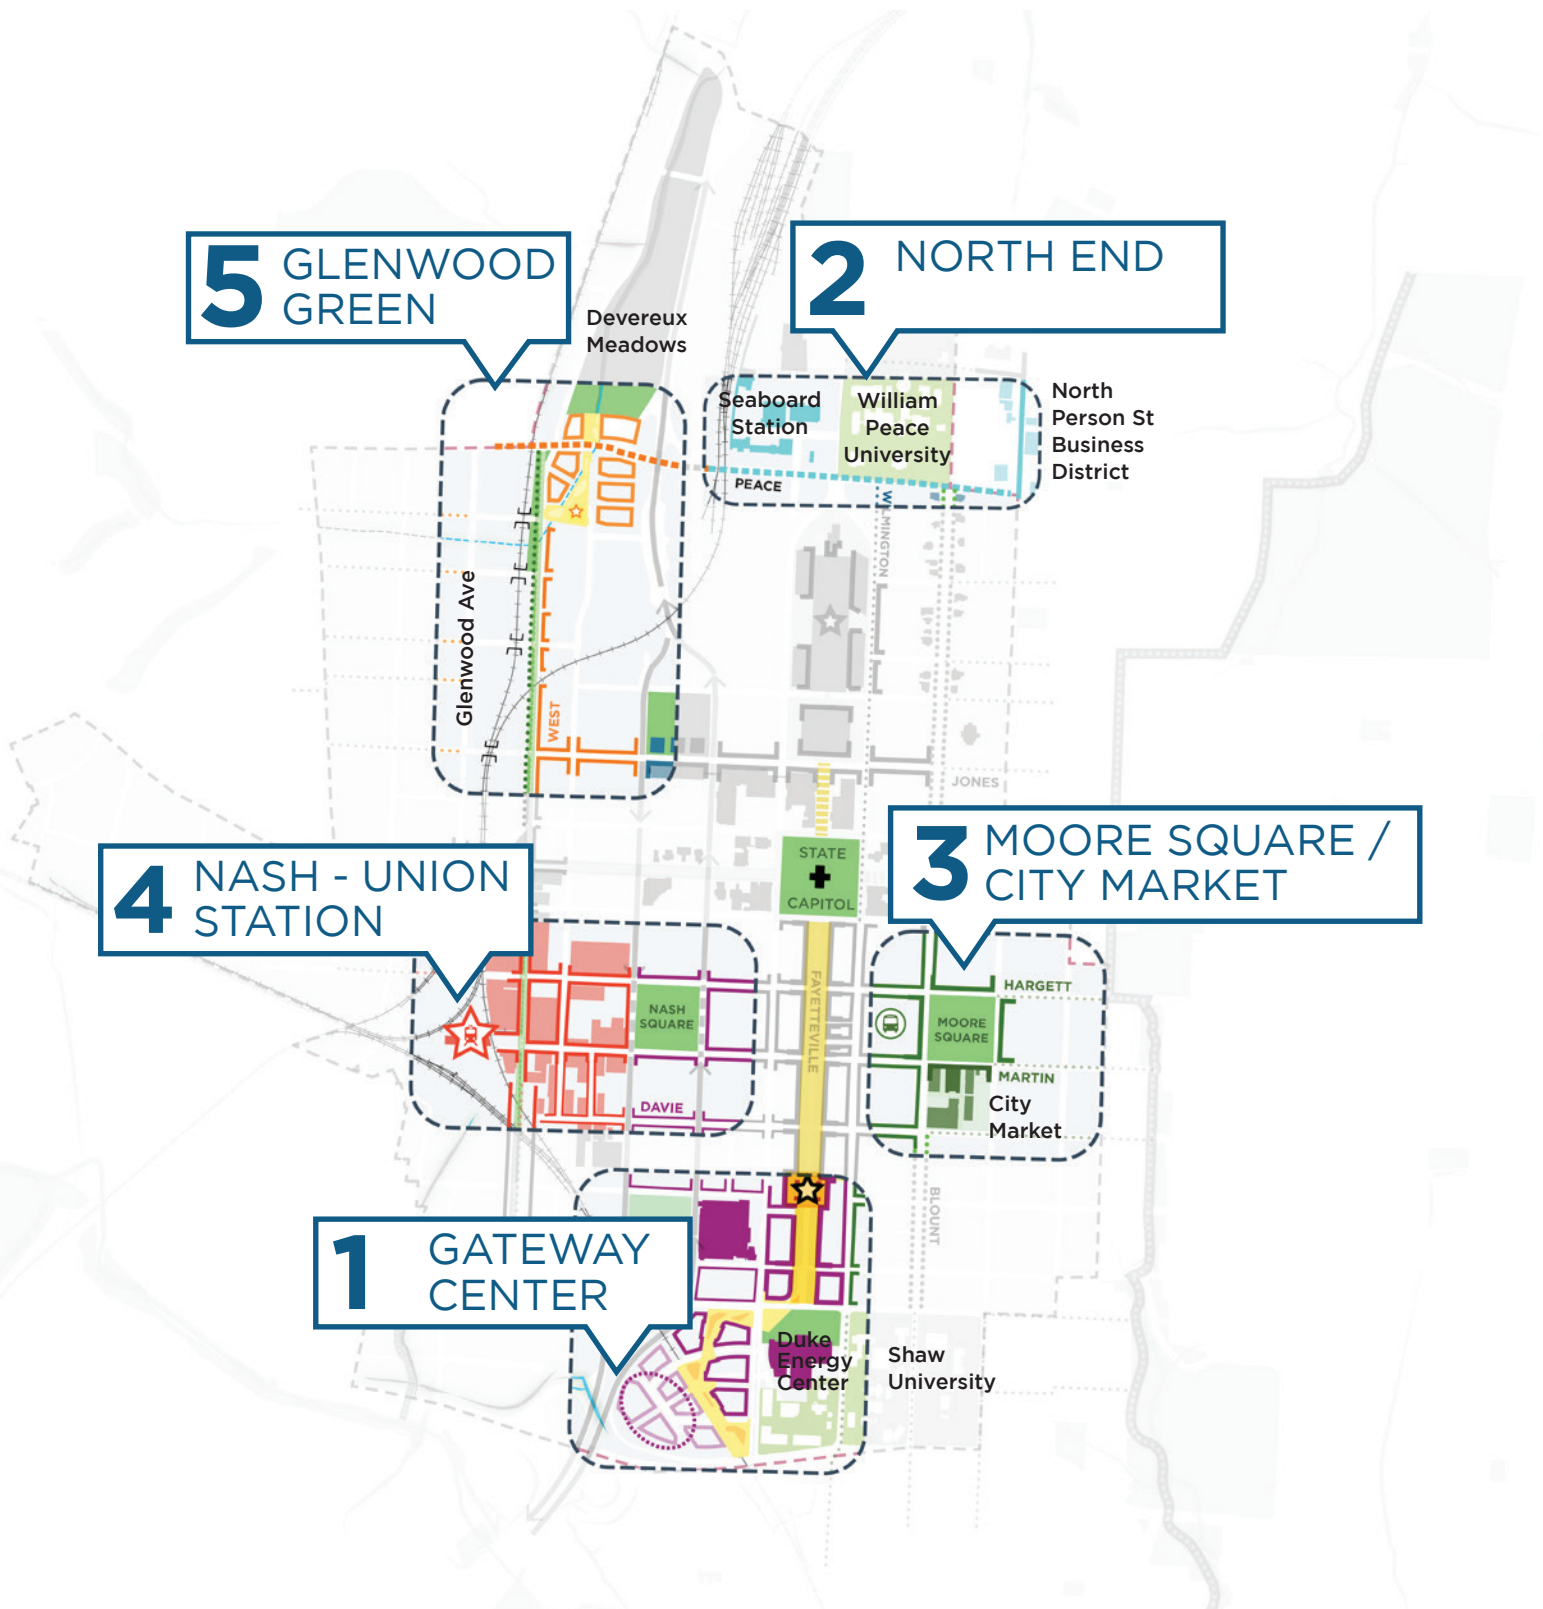 5 GLENWOOD
GREEN
2 NORTH END
Devereux
Meadows
Seaboard
Station
William
Peace
University
North
Person St
Business
District
PEACE
WILMINGTON
Glenwood Ave
WEST
JONES
STATE
CAPITOL
3 MOORE SQUARE /
CITY MARKET
4 NASH - UNION
STATION
FAYETTEVILLE
HARGETT
NASH
SQUARE
MOORE
SQUARE
MARTIN
DAVIE
City
Market
BLOUNT
1 GATEWAY
CENTER
Duke
Energy
Center
Shaw
University